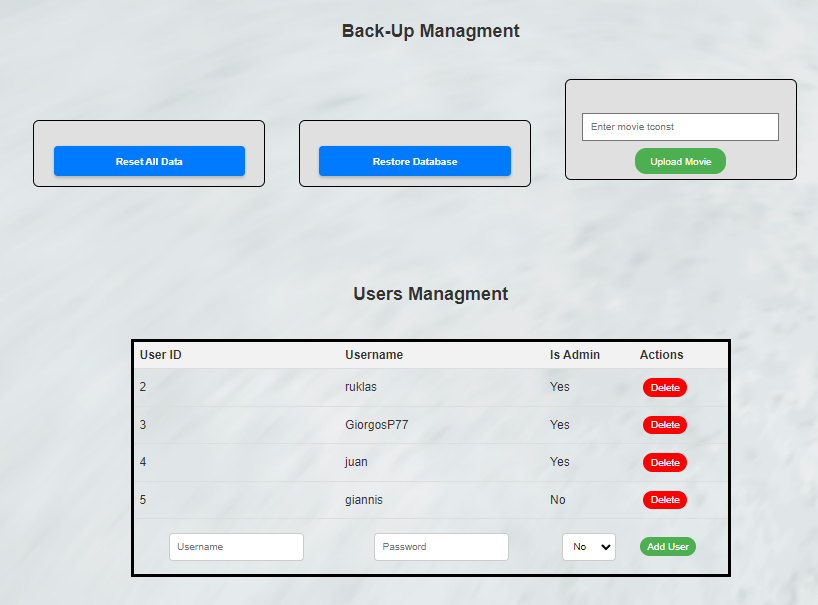 Back-Up Managment
Reset All Data
Restore Database
Enter movie tconst
Upload Movie
Users Managment
User ID Username Is Admin Actions
2 ruklas Yes Delete
3 GiorgosP77 Yes Delete
4 juan Yes Delete
5 giannis No Delete
Username Password No Add User